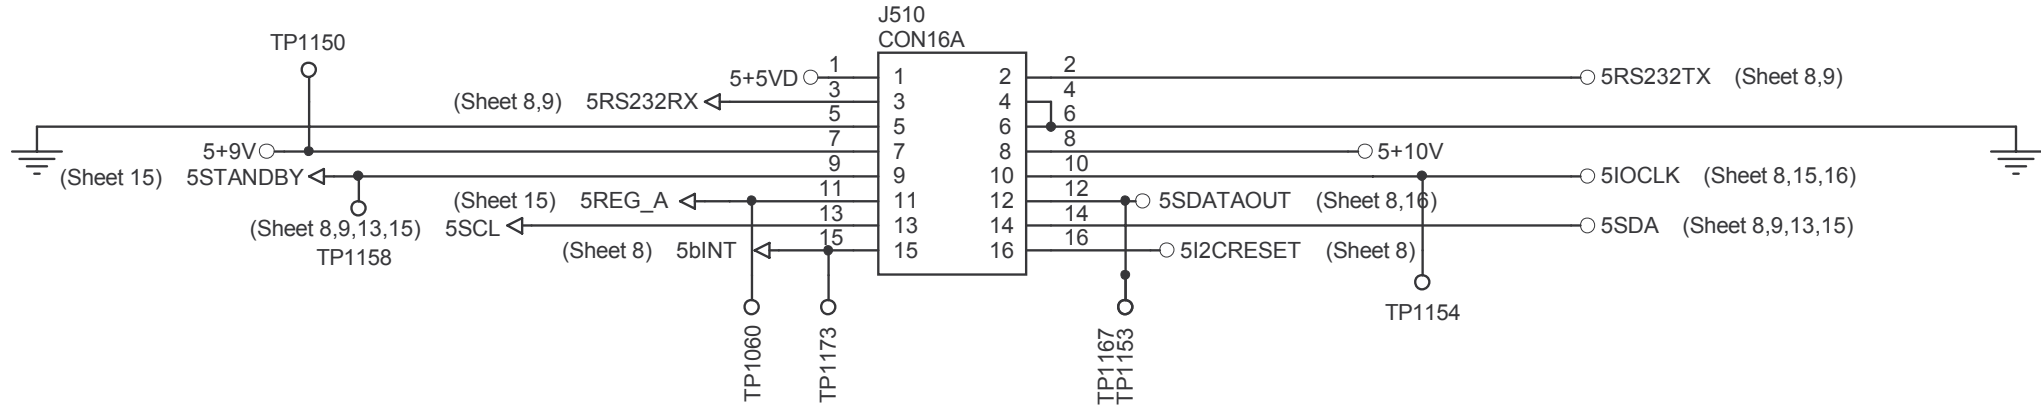 J510
CON16A
TP1150
5+5VD 1 1 2 2 5RS232TX (Sheet 8,9)
(Sheet 8,9) 5RS232RX 3 3 4 4
5 5 6 6
5+9V 7 7 8 8 5+10V
(Sheet 15) 5STANDBY 9 9 10 10 5IOCLK (Sheet 8,15,16)
(Sheet 15) 5REG_A 11 11 12 12 5SDATAOUT (Sheet 8,16)
(Sheet 8,9,13,15) 5SCL 13 13 14 14 5SDA (Sheet 8,9,13,15)
TP1158
(Sheet 8) 5bINT 15 15 16 16 5I2CRESET (Sheet 8)
TP1154
TP1060
TP1173
TP1167
TP1153